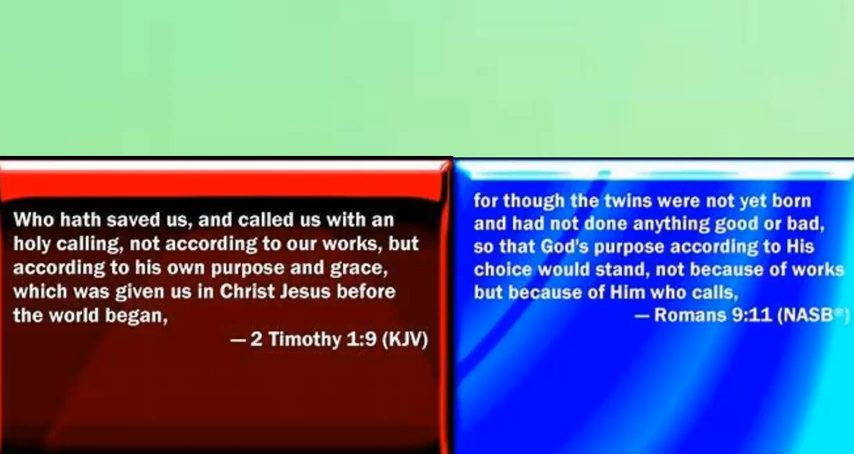 Who hath saved us, and called us with an
holy calling, not according to our works, but
according to his own purpose and grace,
which was given us in Christ Jesus before
the world began,
— 2 Timothy 1:9 (KJV)
for though the twins were not yet born
and had not done anything good or bad,
so that God's purpose according to His
choice would stand, not because of works
but because of Him who calls,
— Romans 9:11 (NASB®)